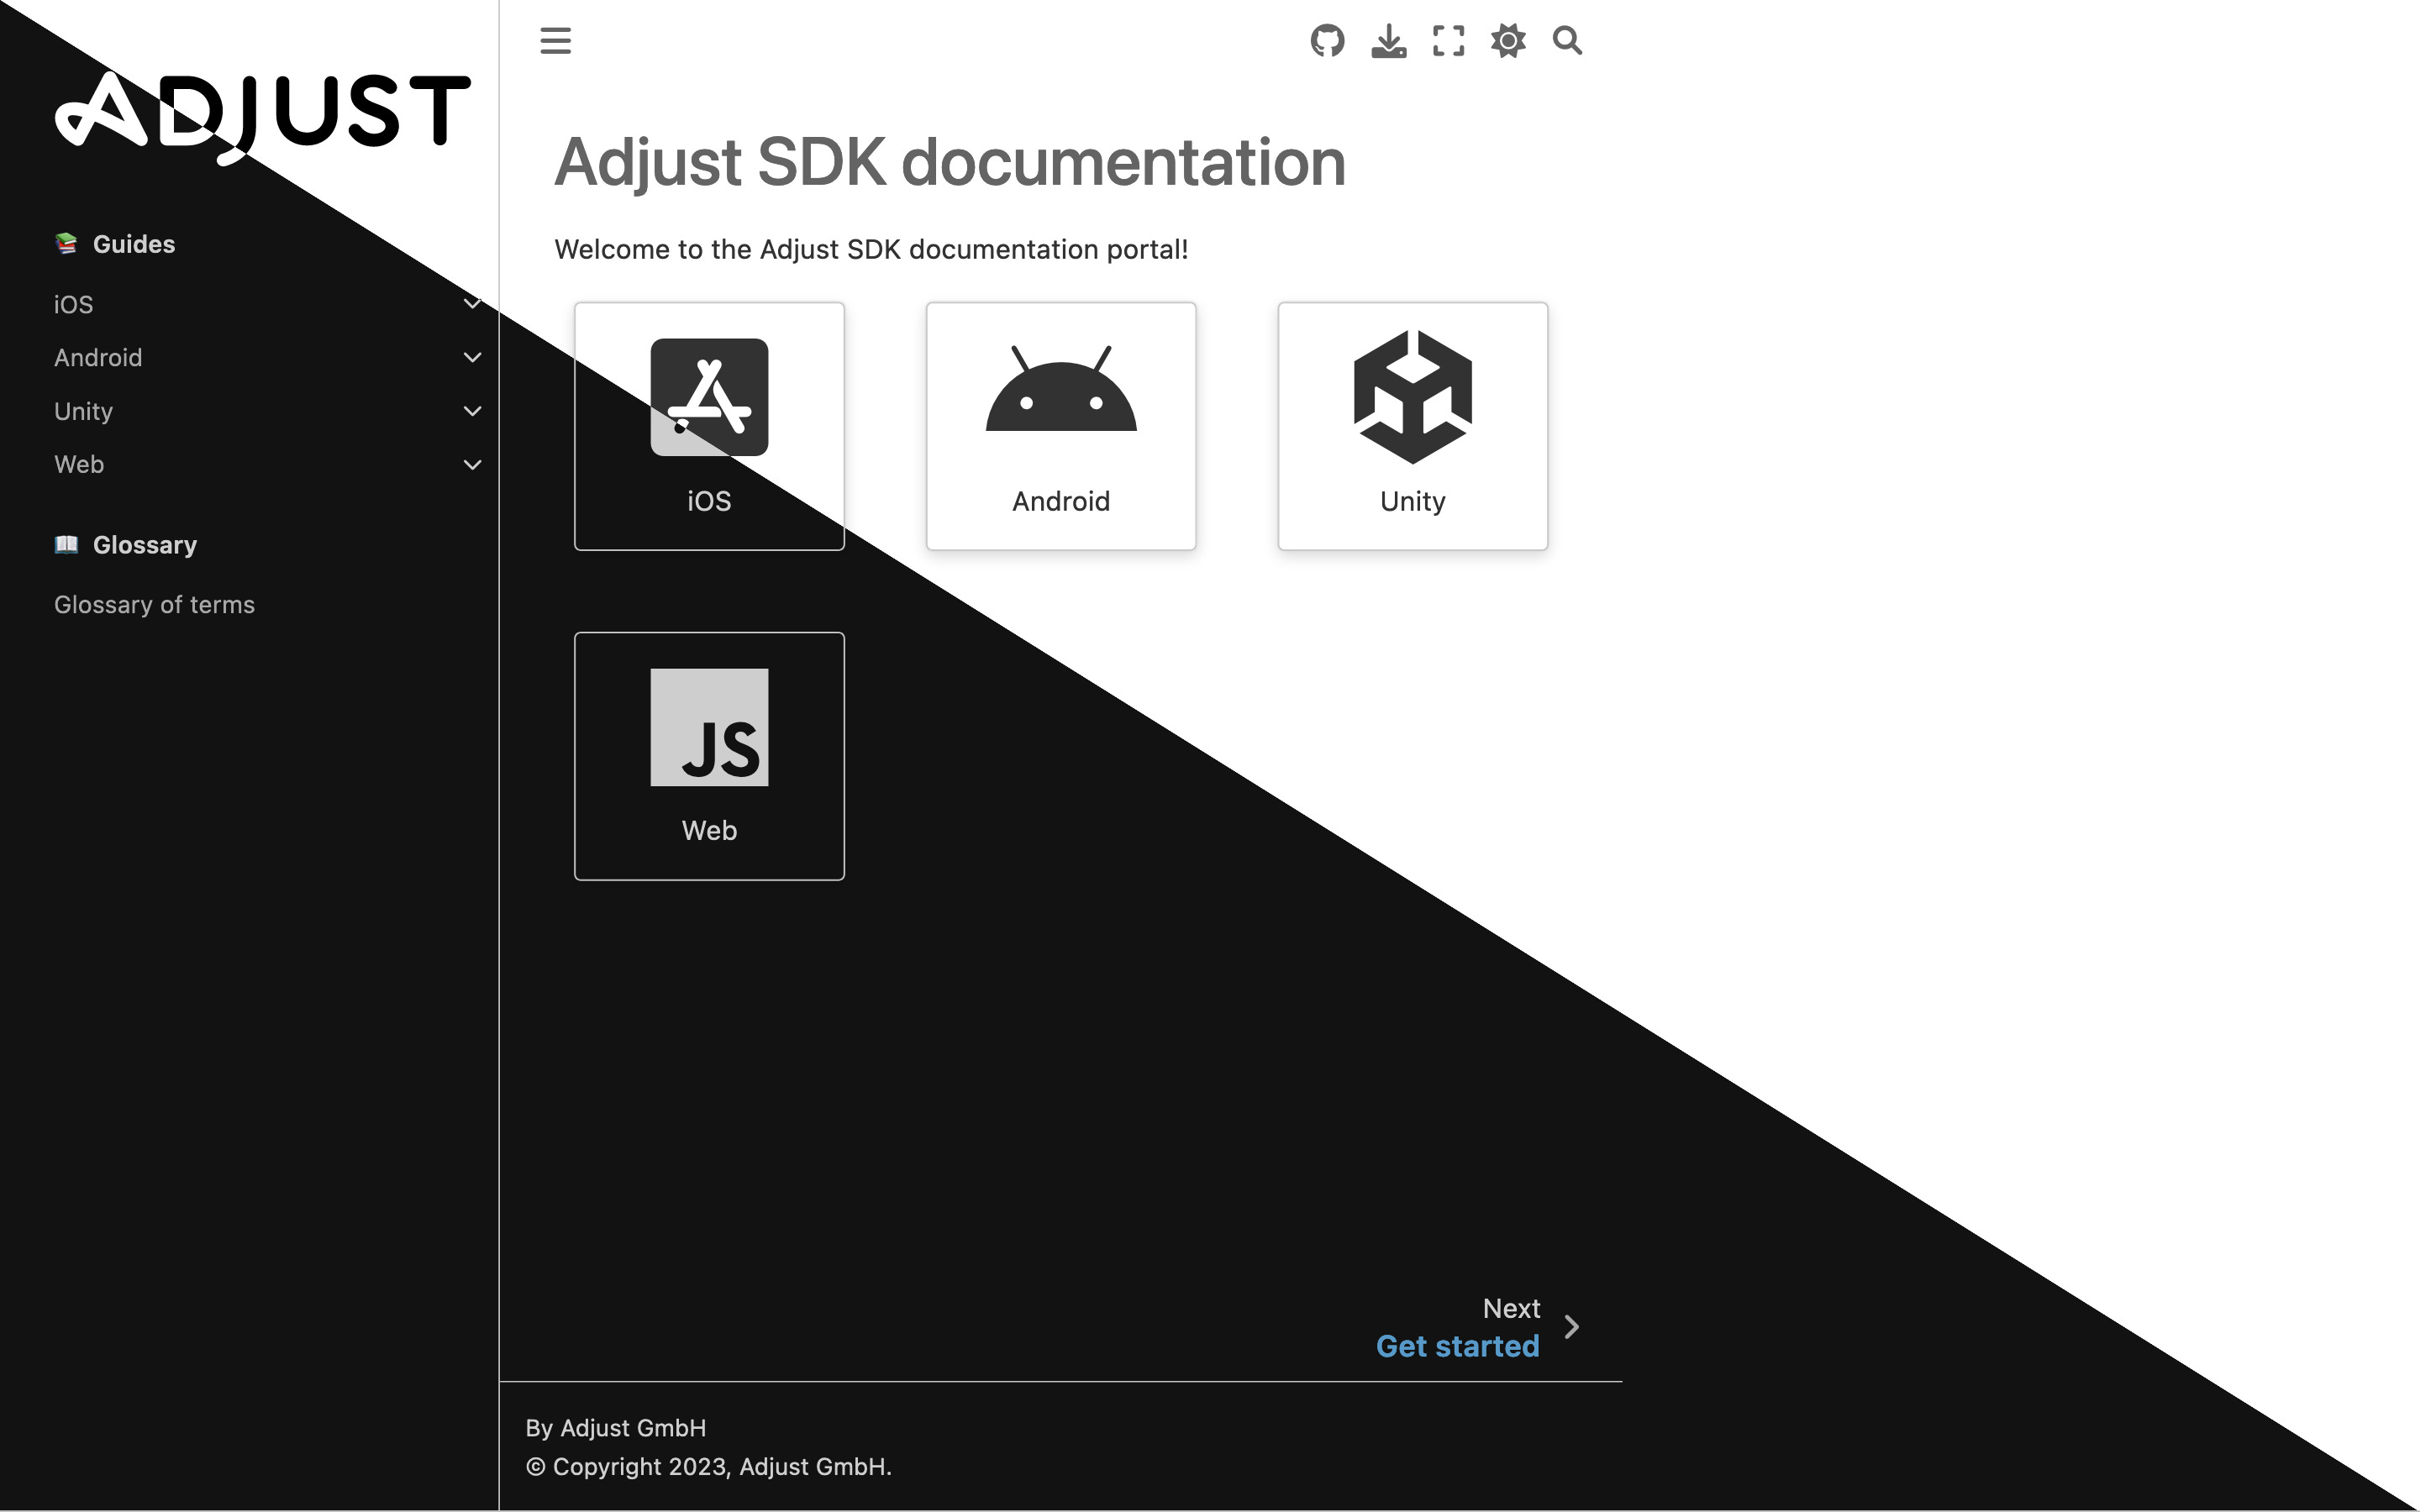 ADJUST
Guides
iOS
Android
Unity
Web
Glossary
Glossary of terms
Adjust SDK documentation
Welcome to the Adjust SDK documentation portal!
iOS
Android
Unity
JS
Web
Next
Get started
By Adjust GmbH
© Copyright 2023, Adjust GmbH.